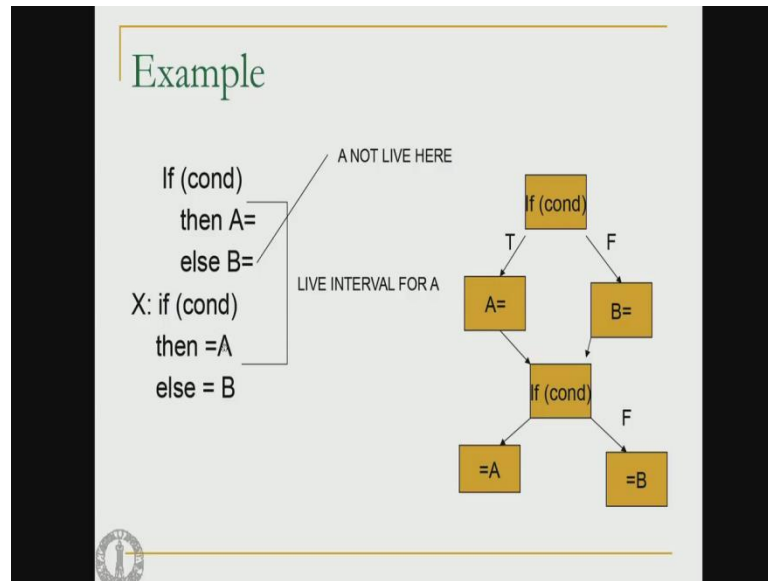 Example
If (cond)
then A=
else B=
X: if (cond)
then =A
else = B
A NOT LIVE HERE
LIVE INTERVAL FOR A
If (cond)
T
F
A=
B=
If (cond)
F
=A
=B